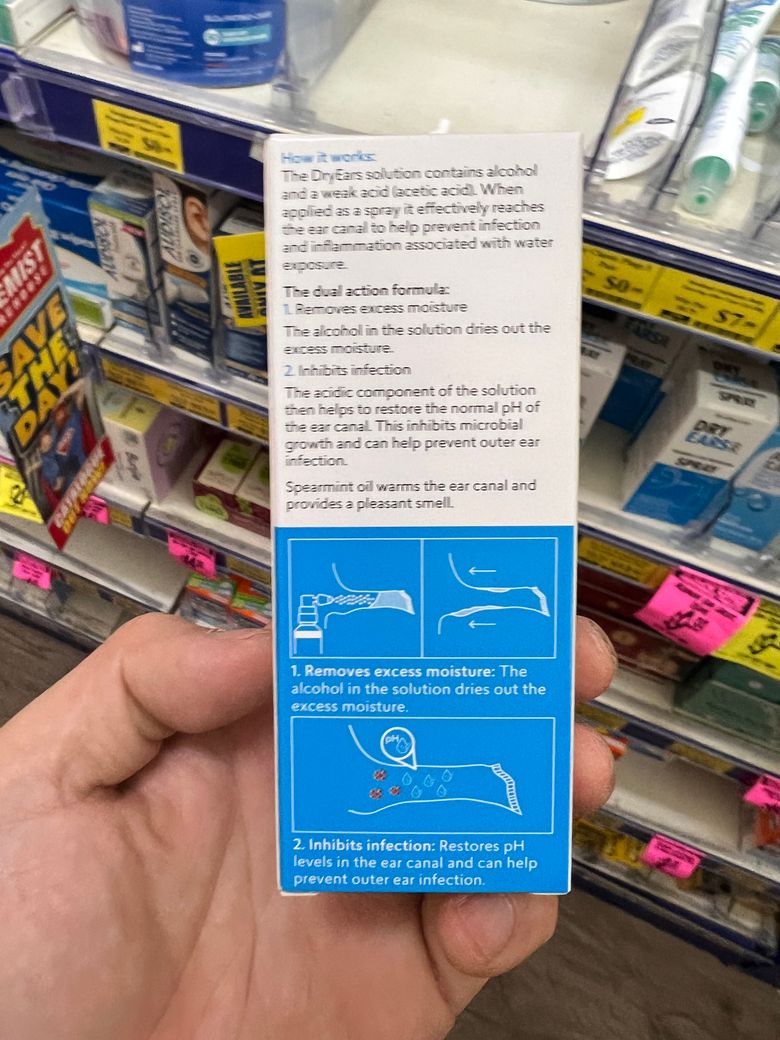 How it works:
The DryEars solution contains alcohol
and a weak acid (acetic acid). When
applied as a spray it effectively reaches
the ear canal to help prevent infection
and inflammation associated with water
exposure.
The dual action formula:
1. Removes excess moisture
The alcohol in the solution dries out the
excess moisture.
2. Inhibits infection
The acidic component of the solution
then helps to restore the normal pH of
the ear canal. This inhibits microbial
growth and can help prevent outer ear
infection.
Spearmint oil warms the ear canal and
provides a pleasant smell.
1. Removes excess moisture: The
alcohol in the solution dries out the
excess moisture.
pH
2. Inhibits infection: Restores pH
levels in the ear canal and can help
prevent outer ear infection.
SAVE
THE
DAY!
AVAILABLE
ONLY AT
SPRAY
DRY
EARS
SPRAY